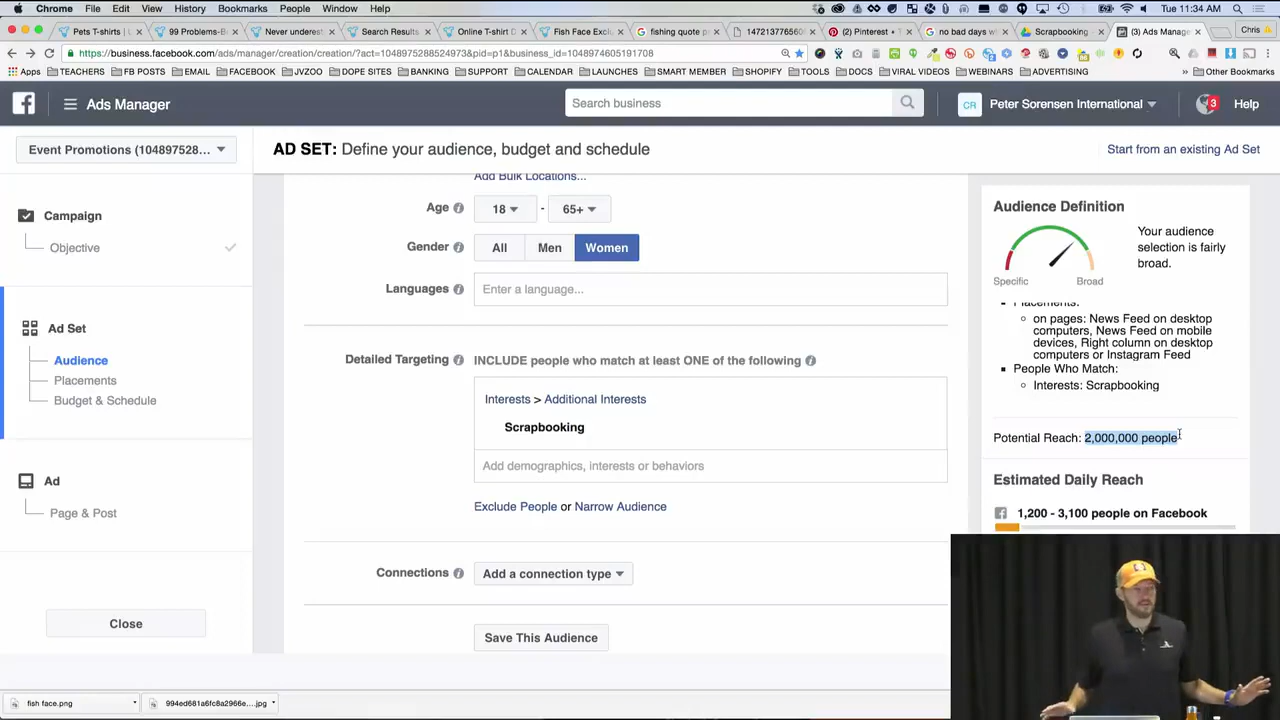 Chrome File Edit View History Bookmarks People Window Help
Tue 11:34 AM
Pets T-shirts |
99 Problems-B
Never underest
Search Results
Online T-shirt D
Fish Face Exclu
fishing quote p
147213776560
(3) Pinterest •
no bad days w
Scrapbooking
(3) Ads Manage
Chris
https://business.facebook.com/ads/manager/creation/creation/?act=1048975288524973&pid=p1&business_id=1048974605191708
Apps TEACHERS FB POSTS EMAIL FACEBOOK JVZOO DOPE SITES BANKING SUPPORT CALENDAR LAUNCHES SMART MEMBER SHOPIFY TOOLS DOCS VIRAL VIDEOS WEBINARS ADVERTISING » Other Bookmarks
Ads Manager
Search business
CR Peter Sorensen International
3
Help
Event Promotions (104897528...
AD SET: Define your audience, budget and schedule
Start from an existing Ad Set
Campaign
Objective
Ad Set
Audience
Placements
Budget & Schedule
Ad
Page & Post
Close
Add Bulk Locations...
Age 18 - 65+
Gender All Men Women
Languages Enter a language...
Detailed Targeting INCLUDE people who match at least ONE of the following
Interests > Additional Interests
Scrapbooking
Add demographics, interests or behaviors
Exclude People or Narrow Audience
Connections Add a connection type
Save This Audience
Audience Definition
Your audience
selection is fairly
broad.
Specific Broad
Placements:
on pages: News Feed on desktop
computers, News Feed on mobile
devices, Right column on desktop
computers or Instagram Feed
People Who Match:
Interests: Scrapbooking
Potential Reach: 2,000,000 people
Estimated Daily Reach
1,200 - 3,100 people on Facebook
fish face.png
994ed681a6fc8a2966e....jpg